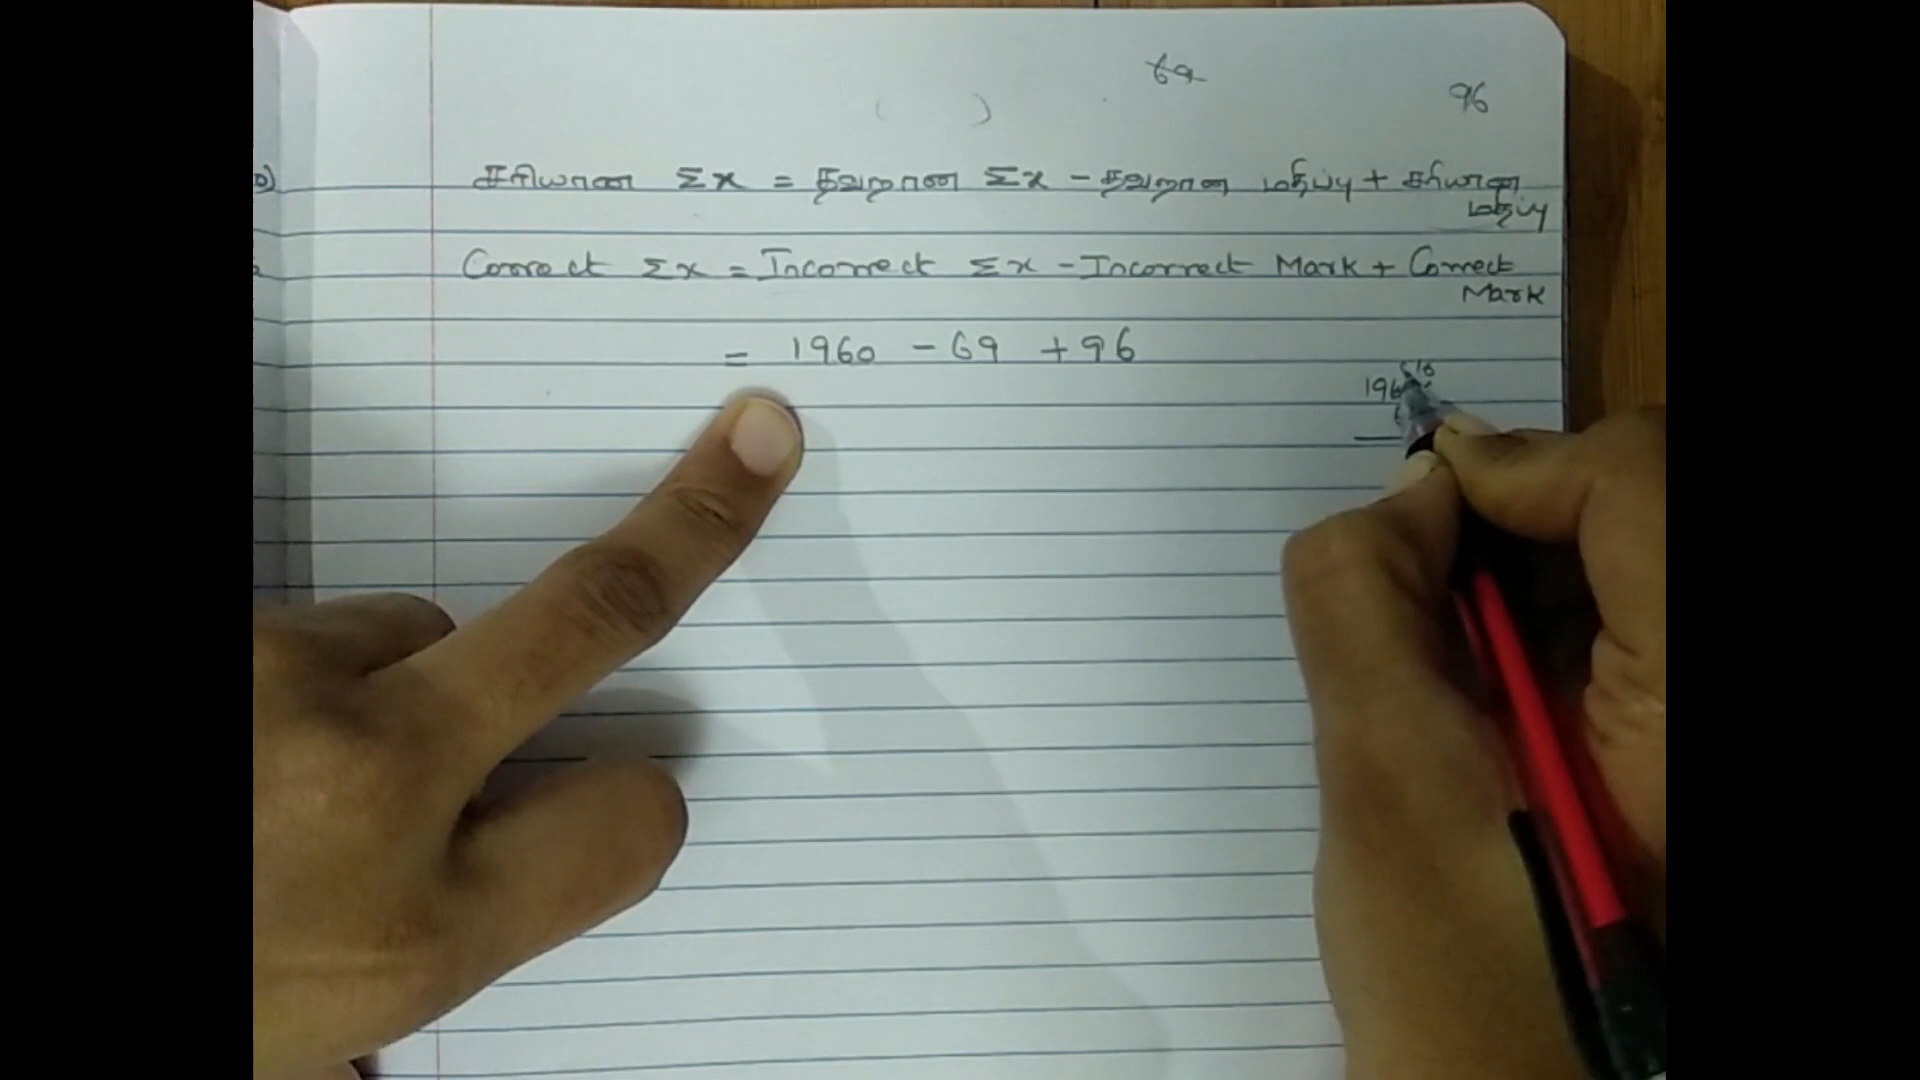 69
96
( )
சரியான Σx = தவறான Σx - தவறான மதிப்பு + சரியான
மதிப்பு
Correct Σx = Incorrect Σx - Incorrect Mark + Correct
Mark
= 1960 - 69 + 96